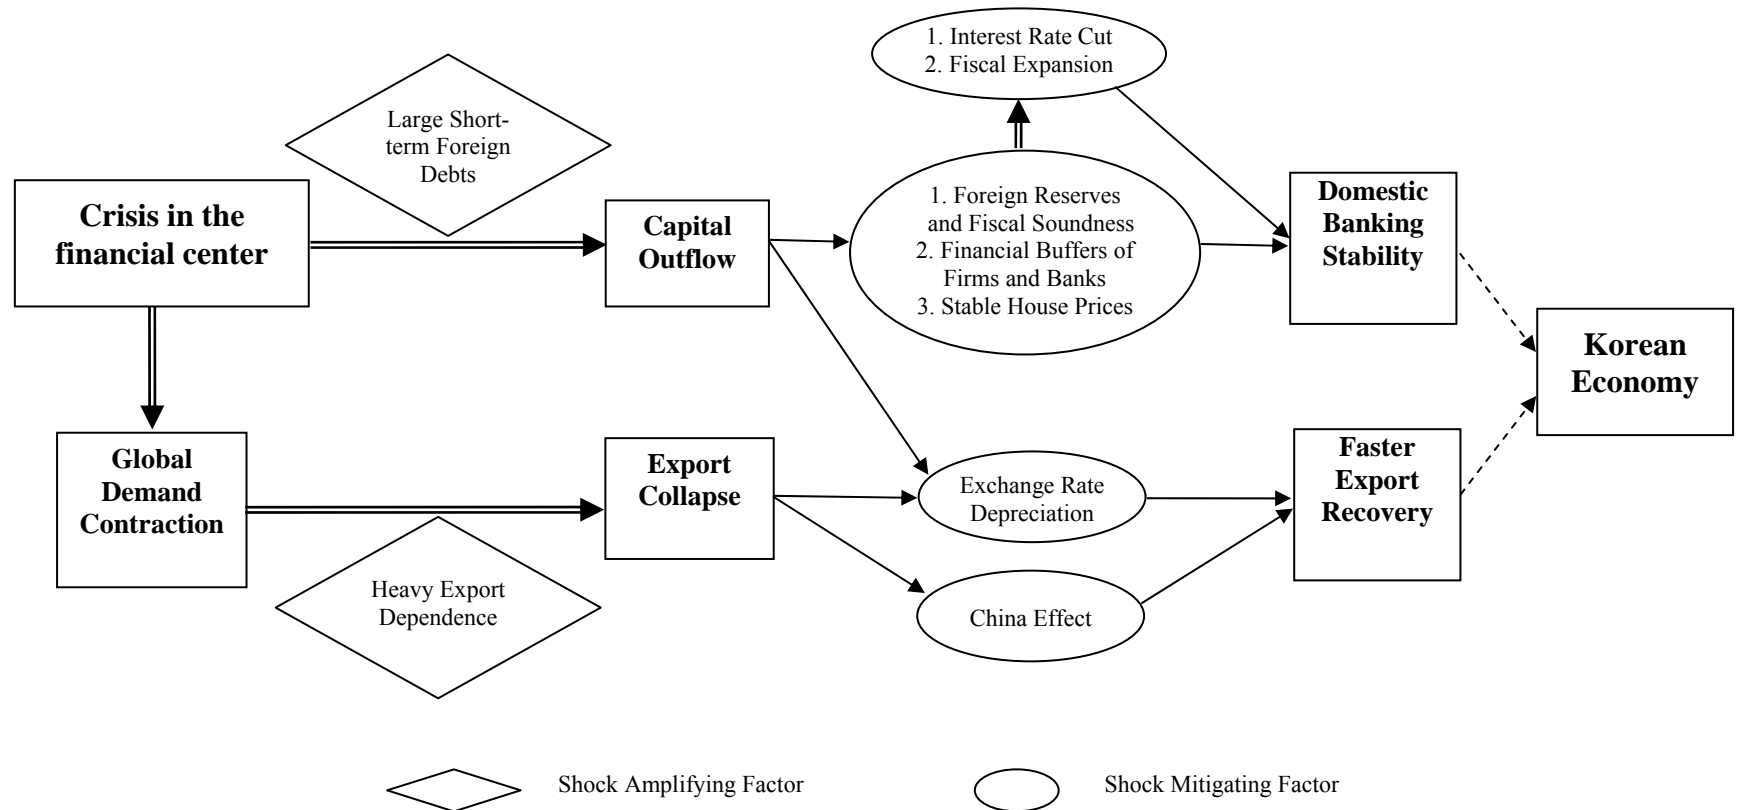 1. Interest Rate Cut
2. Fiscal Expansion
Large Short-
term Foreign
Debts
Crisis in the
financial center
Capital
Outflow
1. Foreign Reserves
and Fiscal Soundness
2. Financial Buffers of
Firms and Banks
3. Stable House Prices
Domestic
Banking
Stability
Korean
Economy
Global
Demand
Contraction
Export
Collapse
Exchange Rate
Depreciation
Faster
Export
Recovery
Heavy Export
Dependence
China Effect
Shock Amplifying Factor
Shock Mitigating Factor